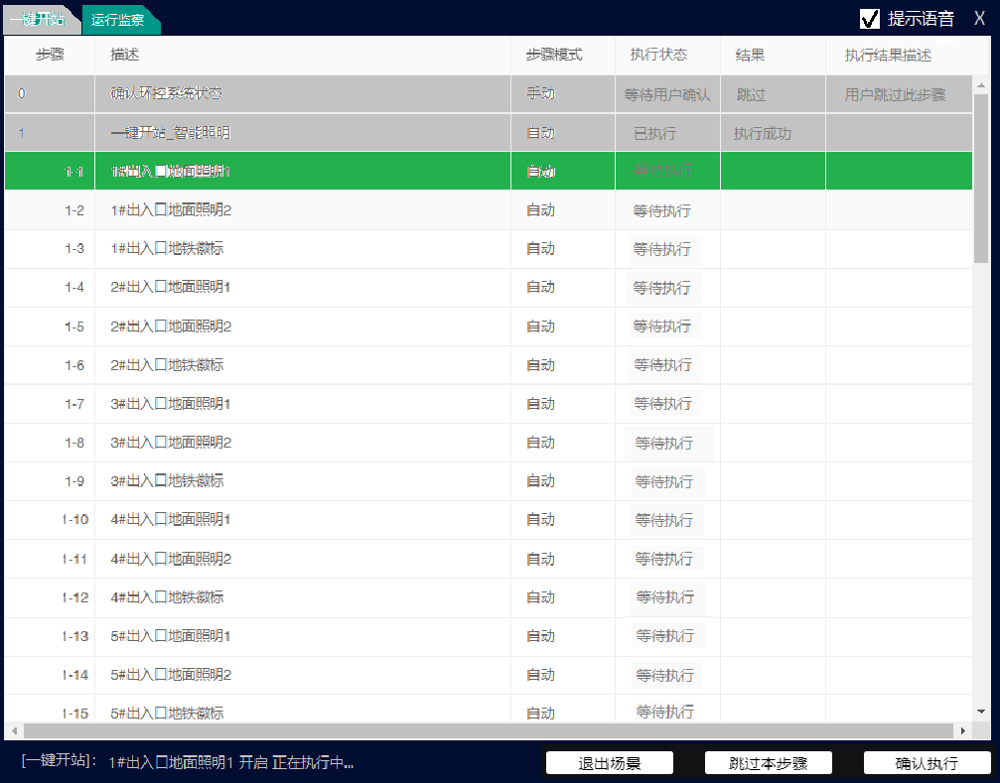 一键开站 运行监察 提示语音 X
步骤 描述 步骤模式 执行状态 结果 执行结果描述
0 确认环控系统状态 手动 等待用户确认 跳过 用户跳过此步骤
1 一键开站_智能照明 自动 已执行 执行成功
1-1 1#出入口地面照明1 自动 等待执行
1-2 1#出入口地面照明2 自动 等待执行
1-3 1#出入口地铁徽标 自动 等待执行
1-4 2#出入口地面照明1 自动 等待执行
1-5 2#出入口地面照明2 自动 等待执行
1-6 2#出入口地铁徽标 自动 等待执行
1-7 3#出入口地面照明1 自动 等待执行
1-8 3#出入口地面照明2 自动 等待执行
1-9 3#出入口地铁徽标 自动 等待执行
1-10 4#出入口地面照明1 自动 等待执行
1-11 4#出入口地面照明2 自动 等待执行
1-12 4#出入口地铁徽标 自动 等待执行
1-13 5#出入口地面照明1 自动 等待执行
1-14 5#出入口地面照明2 自动 等待执行
1-15 5#出入口地铁徽标 自动 等待执行
[一键开站]: 1#出入口地面照明1 开启 正在执行中... 退出场景 跳过本步骤 确认执行